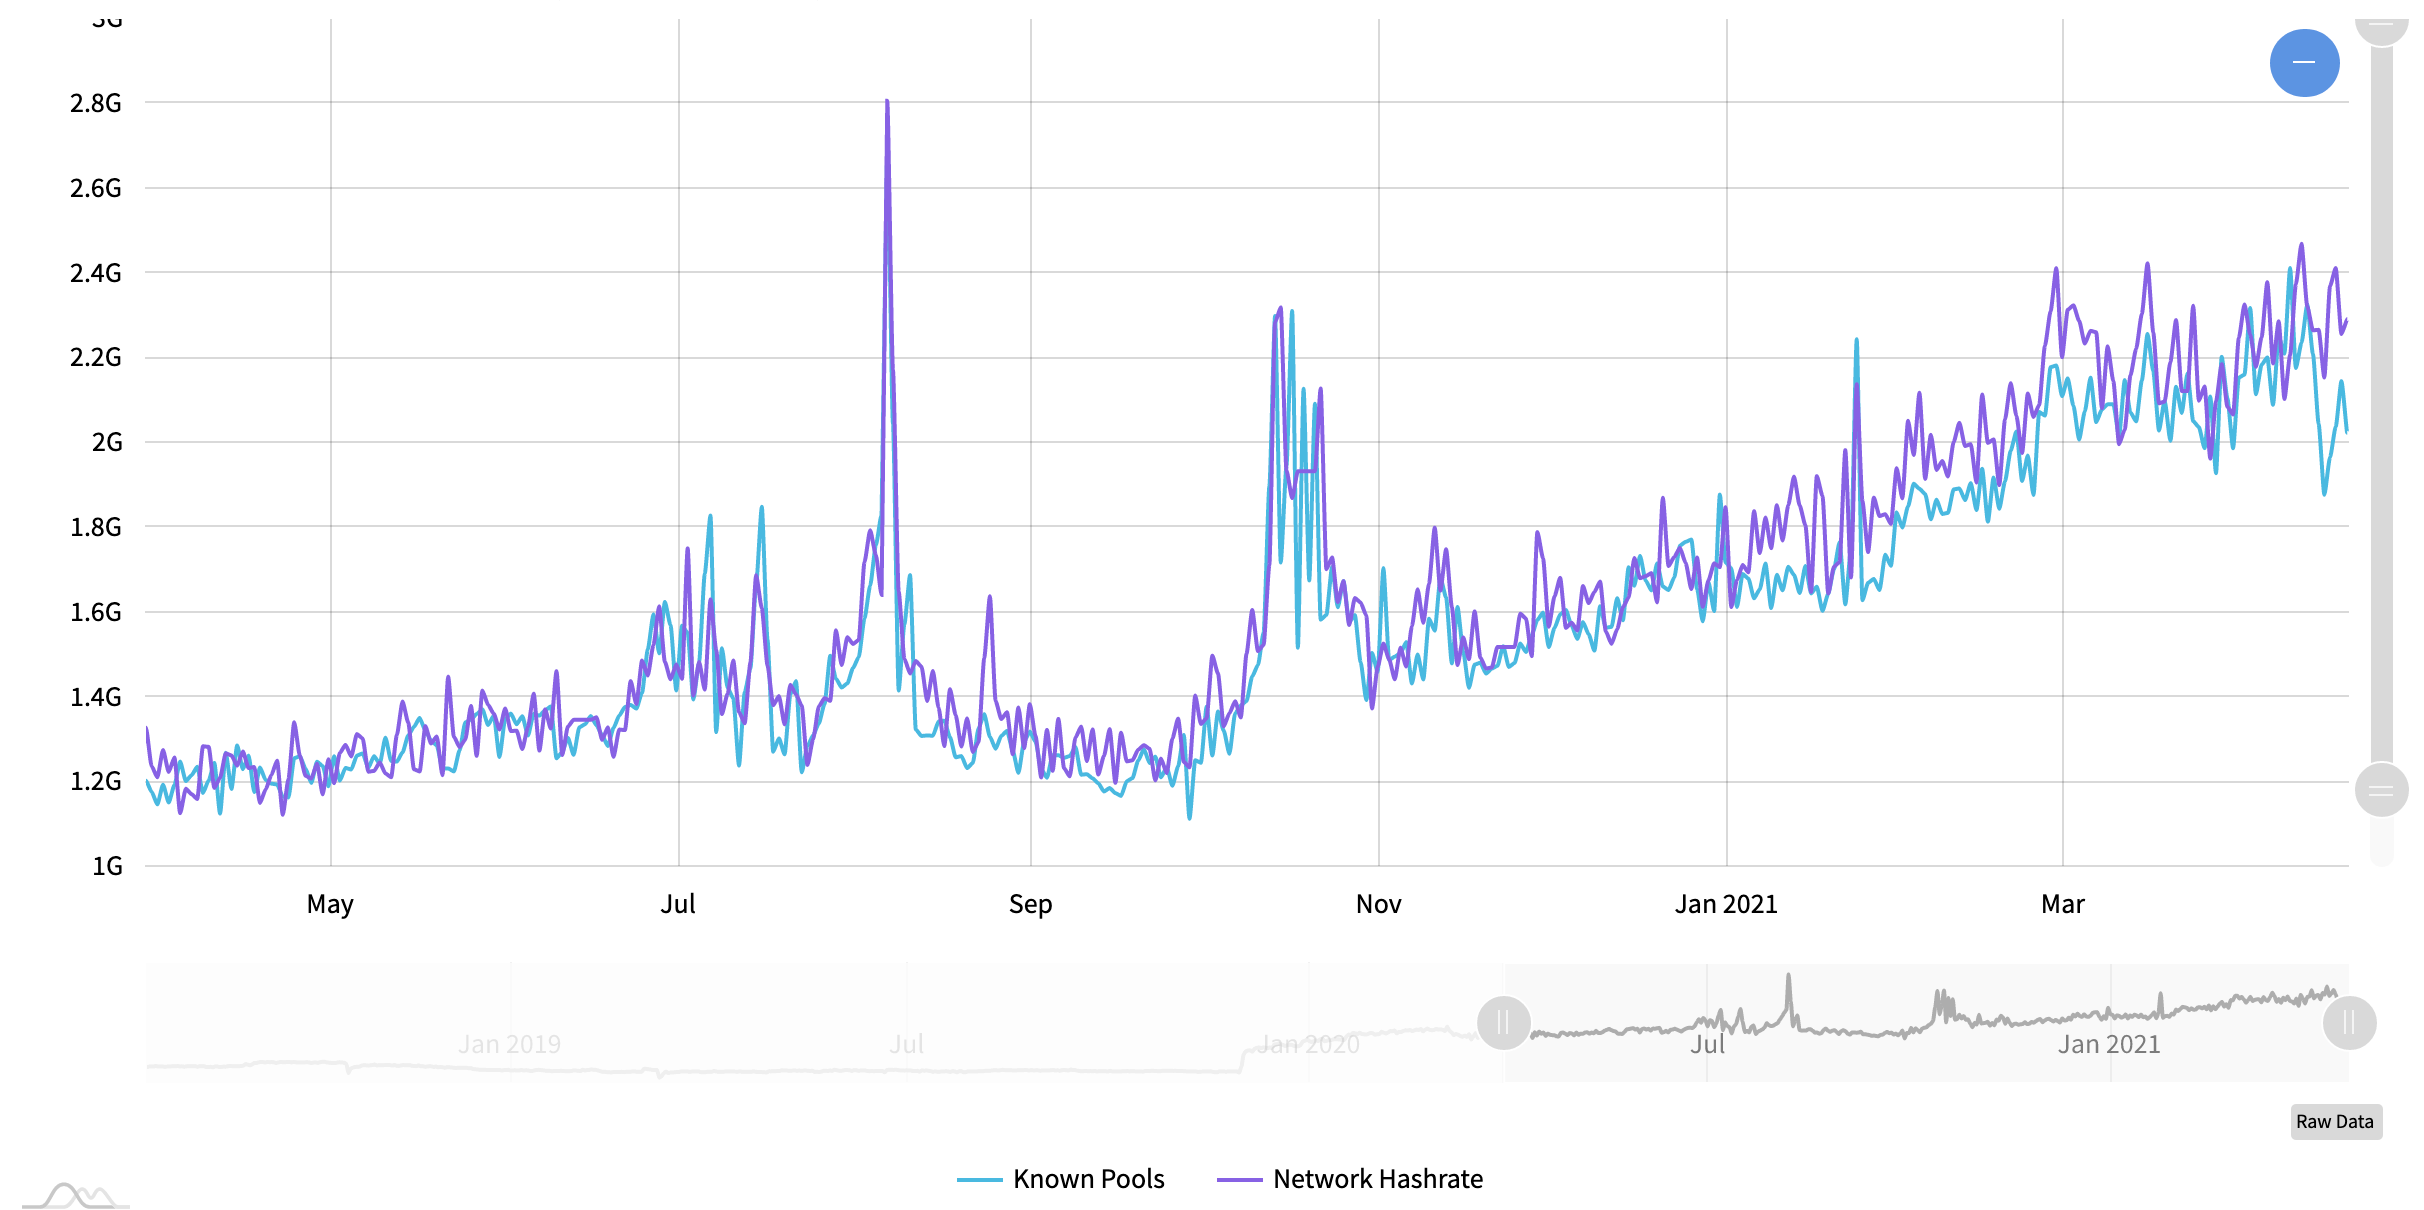 3G
2.8G
2.6G
2.4G
2.2G
2G
1.8G
1.6G
1.4G
1.2G
1G
May Jul Sep Nov Jan 2021 Mar
Jan 2019 Jul Jan 2020 Jul Jan 2021
Raw Data
Known Pools Network Hashrate